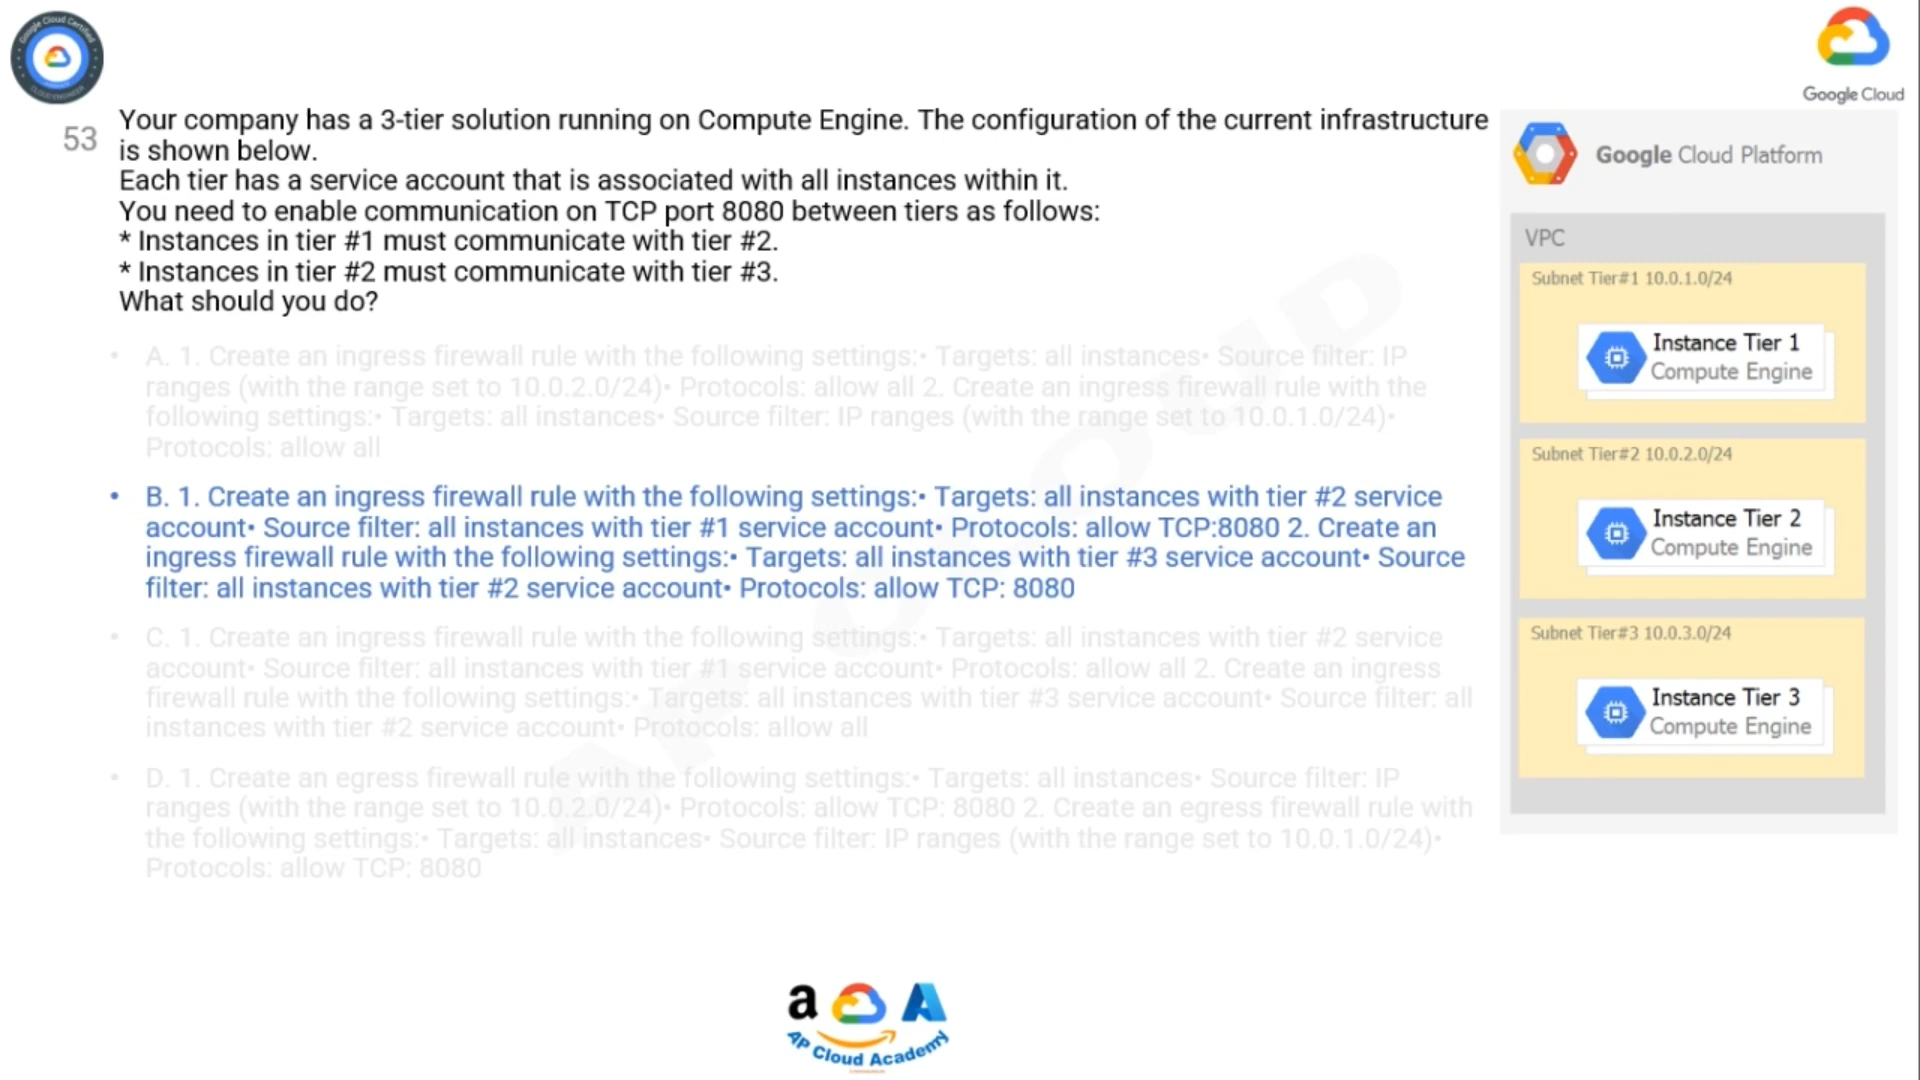 Google Cloud Certified
CLOUD ENGINEER
Google Cloud
53
Your company has a 3-tier solution running on Compute Engine. The configuration of the current infrastructure
is shown below.
Each tier has a service account that is associated with all instances within it.
You need to enable communication on TCP port 8080 between tiers as follows:
* Instances in tier #1 must communicate with tier #2.
* Instances in tier #2 must communicate with tier #3.
What should you do?
• A. 1. Create an ingress firewall rule with the following settings:• Targets: all instances• Source filter: IP
ranges (with the range set to 10.0.2.0/24)• Protocols: allow all 2. Create an ingress firewall rule with the
following settings:• Targets: all instances• Source filter: IP ranges (with the range set to 10.0.1.0/24)•
Protocols: allow all
• B. 1. Create an ingress firewall rule with the following settings:• Targets: all instances with tier #2 service
account• Source filter: all instances with tier #1 service account• Protocols: allow TCP:8080 2. Create an
ingress firewall rule with the following settings:• Targets: all instances with tier #3 service account• Source
filter: all instances with tier #2 service account• Protocols: allow TCP: 8080
• C. 1. Create an ingress firewall rule with the following settings:• Targets: all instances with tier #2 service
account• Source filter: all instances with tier #1 service account• Protocols: allow all 2. Create an ingress
firewall rule with the following settings:• Targets: all instances with tier #3 service account• Source filter: all
instances with tier #2 service account• Protocols: allow all
• D. 1. Create an egress firewall rule with the following settings:• Targets: all instances• Source filter: IP
ranges (with the range set to 10.0.2.0/24)• Protocols: allow TCP: 8080 2. Create an egress firewall rule with
the following settings:• Targets: all instances• Source filter: IP ranges (with the range set to 10.0.1.0/24)•
Protocols: allow TCP: 8080
Google Cloud Platform
VPC
Subnet Tier#1 10.0.1.0/24
Instance Tier 1
Compute Engine
Subnet Tier#2 10.0.2.0/24
Instance Tier 2
Compute Engine
Subnet Tier#3 10.0.3.0/24
Instance Tier 3
Compute Engine
AP CLOUD
a
AP Cloud Academy